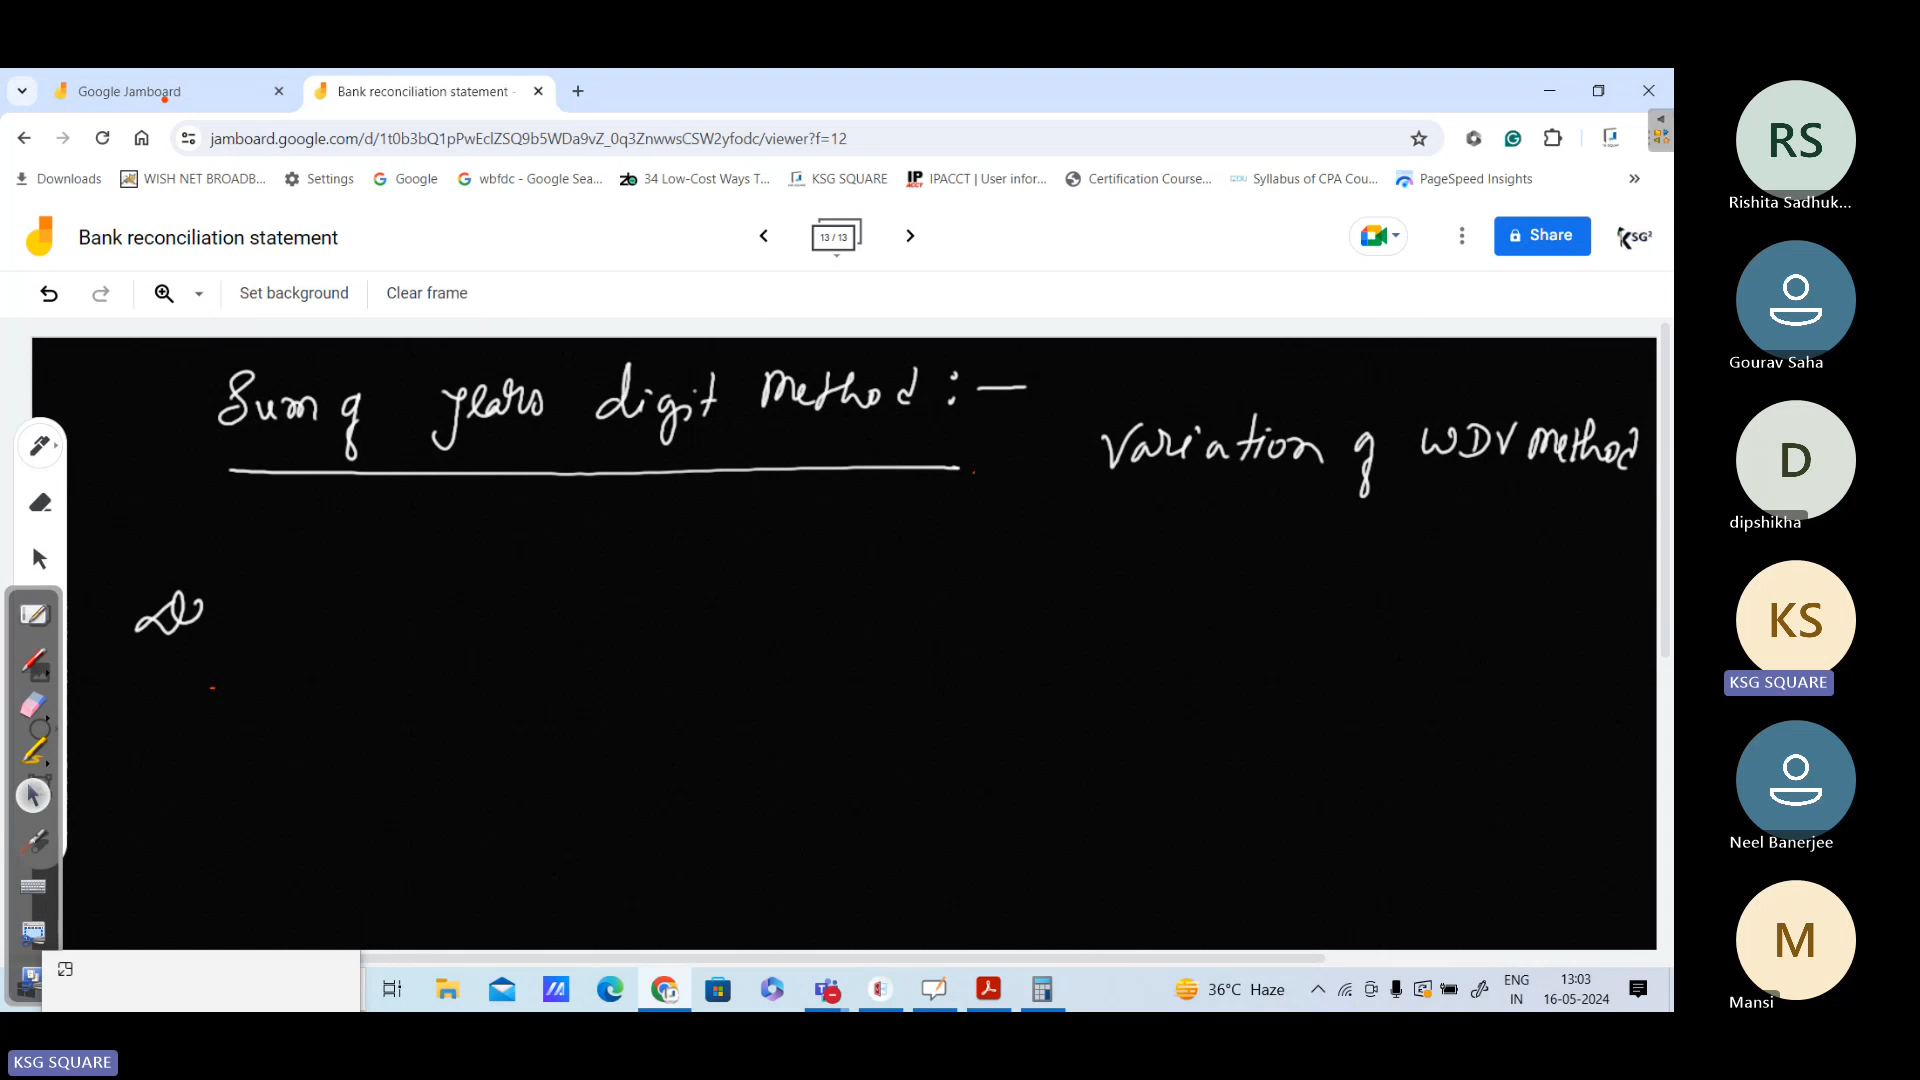 Google Jamboard
Bank reconciliation statement -
jamboard.google.com/d/1t0b3bQ1pPwEclZSQ9b5WDa9vZ_0q3ZnwwsCSW2yfodc/viewer?f=12
Downloads WISH NET BROADB... Settings Google wbfdc - Google Sea... 34 Low-Cost Ways T... KSG SQUARE IPACCT | User infor... Certification Course... Syllabus of CPA Cou... PageSpeed Insights
Bank reconciliation statement
13 / 13
Share
KSG²
Set background Clear frame
Sum of years digit Method :—
Variation of WDV Method
36°C Haze
ENG
IN
13:03
16-05-2024
RS
Rishita Sadhuk...
Gourav Saha
D
dipshikha
KS
KSG SQUARE
Neel Banerjee
M
Mansi
KSG SQUARE